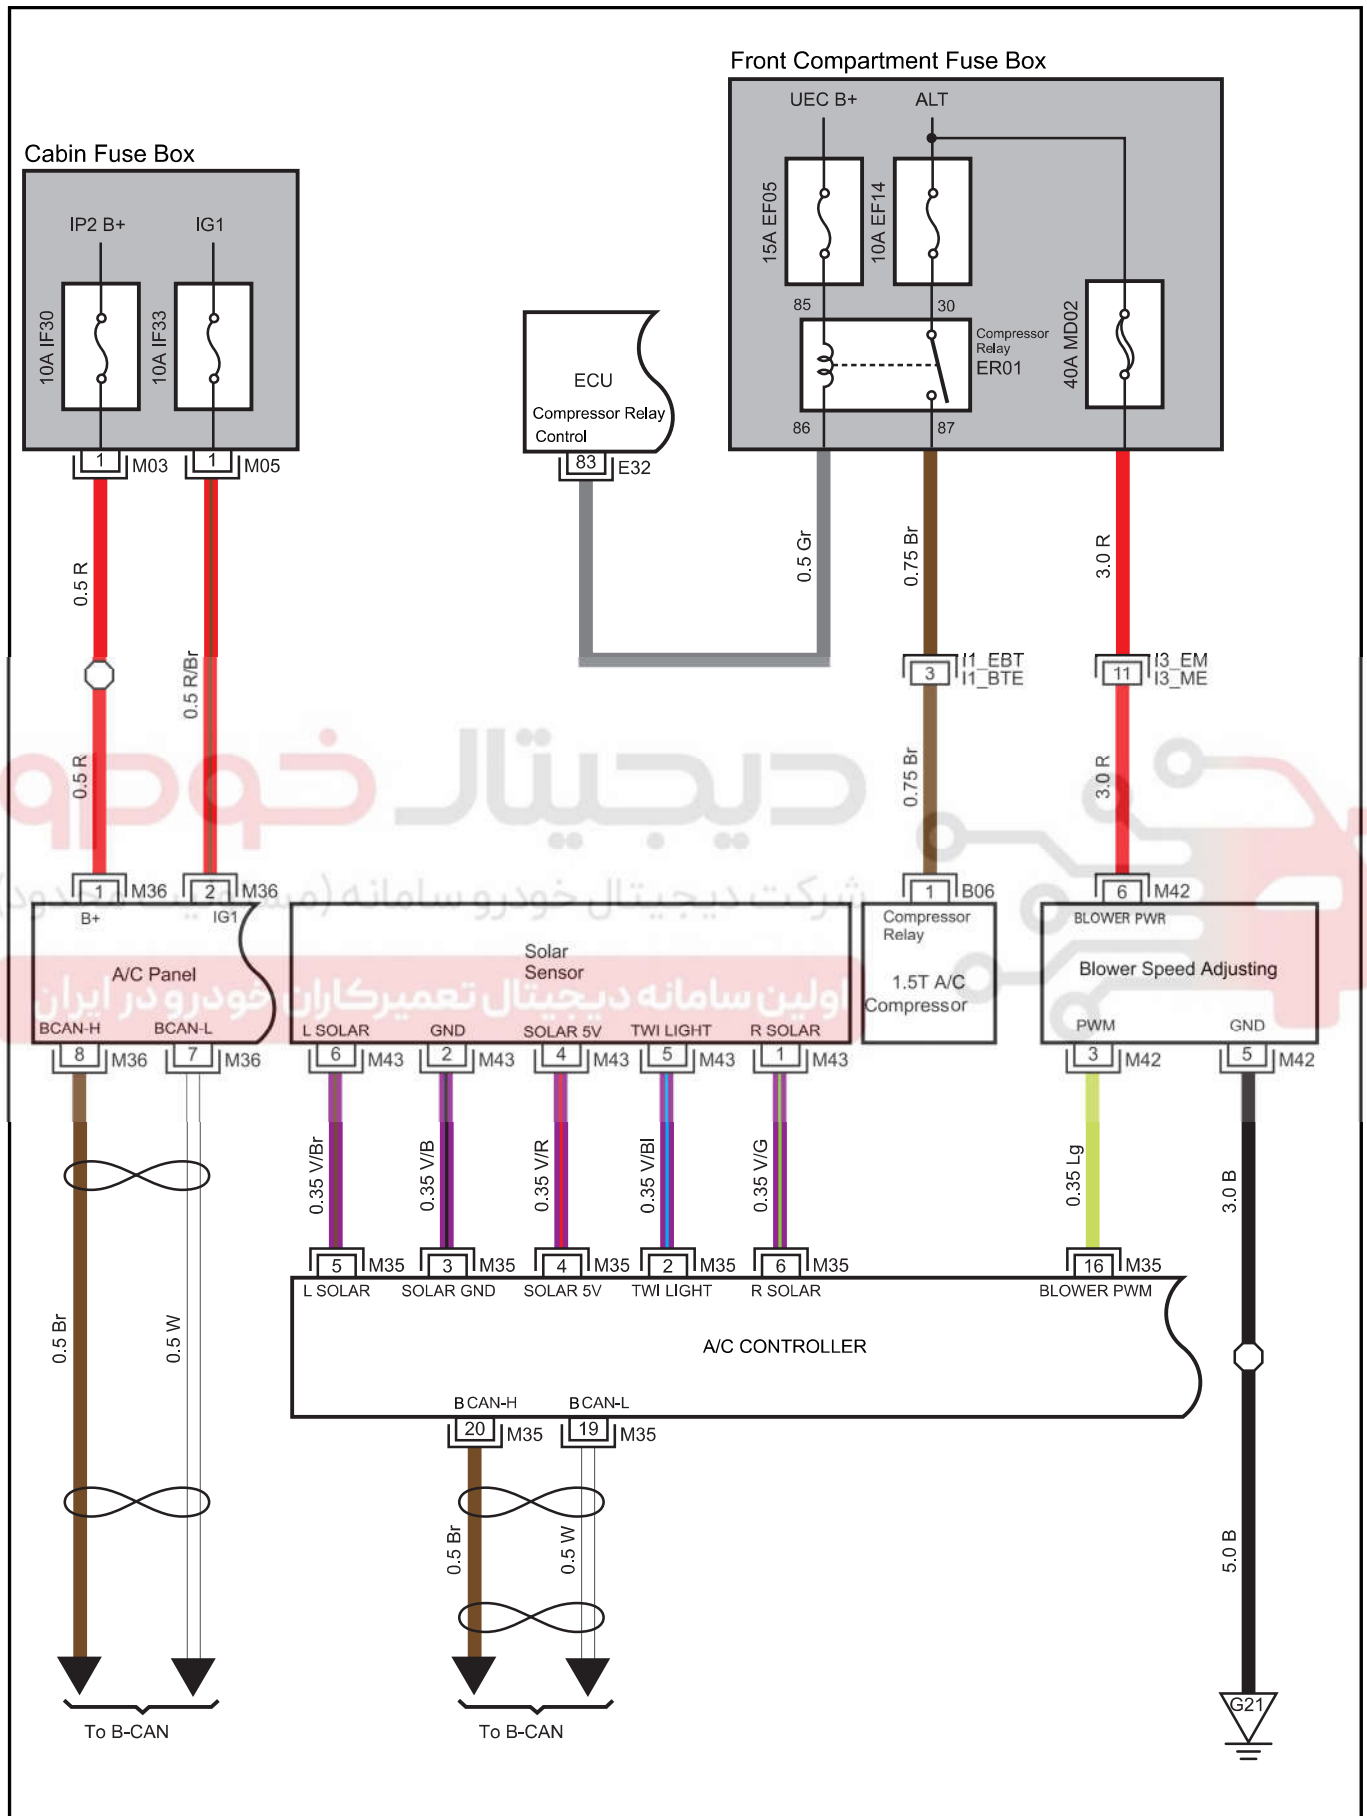 Front Compartment Fuse Box
UEC B+
ALT
Cabin Fuse Box
IP2 B+
IG1
15A EF05
10A EF14
10A IF30
10A IF33
85
30
40A MD02
Compressor
Relay
ER01
ECU
Compressor Relay
Control
86
87
1
M03
1
M05
83
E32
0.5 R
0.5 R/Br
0.5 Gr
0.75 Br
3.0 R
3
I1_EBT
I1_BTE
11
I3_EM
I3_ME
دیجیتال خودرو
0.5 R
0.75 Br
3.0 R
شرکت دیجیتال خودرو سامانه (مسئولیت محدود)
1
M36
2
M36
1
B06
6
M42
B+
IG1
A/C Panel
Solar
Sensor
Compressor
Relay
1.5T A/C
Compressor
BLOWER PWR
Blower Speed Adjusting
اولین سامانه دیجیتال تعمیرکاران خودرو در ایران
BCAN-H
BCAN-L
L SOLAR
GND
SOLAR 5V
TWI LIGHT
R SOLAR
PWM
GND
8
M36
7
M36
6
M43
2
M43
4
M43
5
M43
1
M43
3
M42
5
M42
0.35 V/Br
0.35 V/B
0.35 V/R
0.35 V/Bl
0.35 V/G
0.35 Lg
3.0 B
5
M35
3
M35
4
M35
2
M35
6
M35
16
M35
L SOLAR
SOLAR GND
SOLAR 5V
TWI LIGHT
R SOLAR
BLOWER PWM
0.5 Br
0.5 W
A/C CONTROLLER
B CAN-H
B CAN-L
20
M35
19
M35
0.5 Br
0.5 W
5.0 B
G21
To B-CAN
To B-CAN